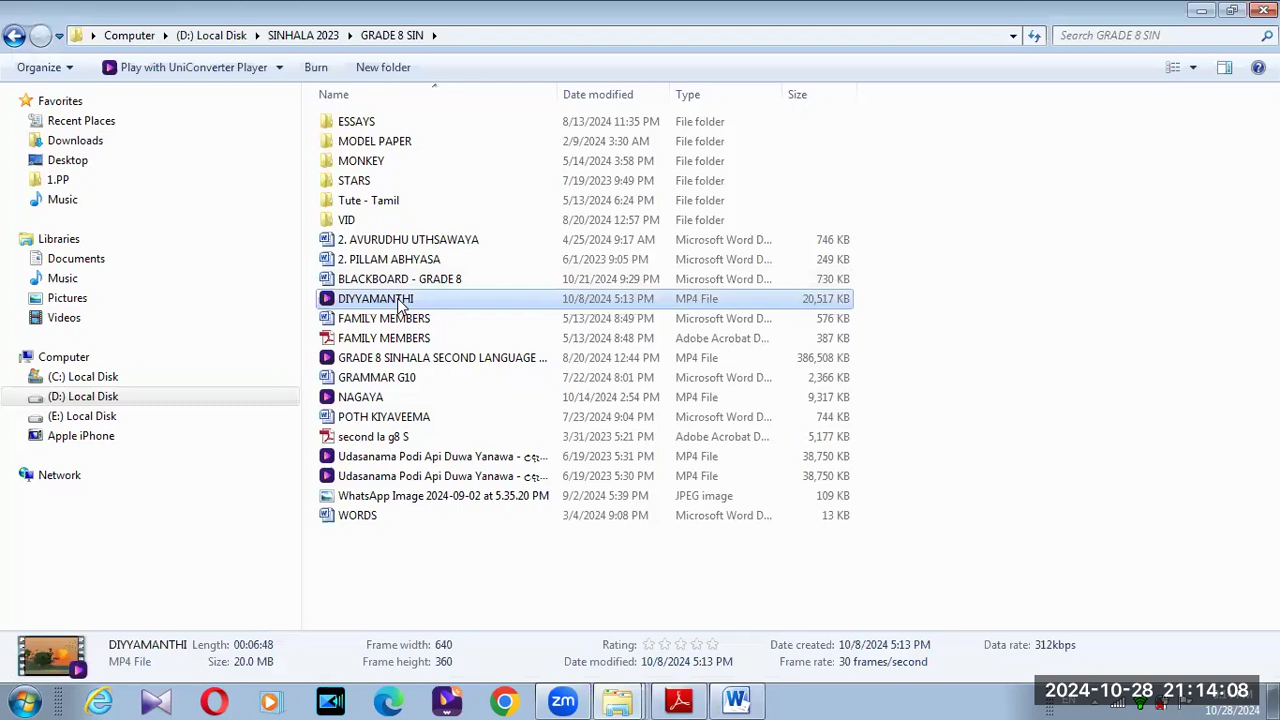 Computer (D:) Local Disk SINHALA 2023 GRADE 8 SIN Search GRADE 8 SIN
Organize Play with UniConverter Player Burn New folder
Favorites
Recent Places
Downloads
Desktop
1.PP
Music
Libraries
Documents
Music
Pictures
Videos
Computer
(C:) Local Disk
(D:) Local Disk
(E:) Local Disk
Apple iPhone
Network
Name Date modified Type Size
ESSAYS 8/13/2024 11:35 PM File folder
MODEL PAPER 2/9/2024 3:30 AM File folder
MONKEY 5/14/2024 3:58 PM File folder
STARS 7/19/2023 9:49 PM File folder
Tute - Tamil 5/13/2024 6:24 PM File folder
VID 8/20/2024 12:57 PM File folder
2. AVURUDHU UTHSAWAYA 4/25/2024 9:17 AM Microsoft Word D... 746 KB
2. PILLAM ABHYASA 6/1/2023 9:05 PM Microsoft Word D... 249 KB
BLACKBOARD - GRADE 8 10/21/2024 9:29 PM Microsoft Word D... 730 KB
DIYYAMANTHI 10/8/2024 5:13 PM MP4 File 20,517 KB
FAMILY MEMBERS 5/13/2024 8:49 PM Microsoft Word D... 576 KB
FAMILY MEMBERS 5/13/2024 8:48 PM Adobe Acrobat D... 387 KB
GRADE 8 SINHALA SECOND LANGUAGE ... 8/20/2024 12:44 PM MP4 File 386,508 KB
GRAMMAR G10 7/22/2024 8:01 PM Microsoft Word D... 2,366 KB
NAGAYA 10/14/2024 2:54 PM MP4 File 9,317 KB
POTH KIYAVEEMA 7/23/2024 9:04 PM Microsoft Word D... 744 KB
second la g8 S 3/31/2023 5:21 PM Adobe Acrobat D... 5,177 KB
Udasanama Podi Api Duwa Yanawa - 6/19/2023 5:31 PM MP4 File 38,750 KB
Udasanama Podi Api Duwa Yanawa - 6/19/2023 5:30 PM MP4 File 38,750 KB
WhatsApp Image 2024-09-02 at 5.35.20 PM 9/2/2024 5:39 PM JPEG image 109 KB
WORDS 3/4/2024 9:08 PM Microsoft Word D... 13 KB
DIYYAMANTHI Length: 00:06:48 Frame width: 640 Rating: Date created: 10/8/2024 5:13 PM Data rate: 312kbps
MP4 File Size: 20.0 MB Frame height: 360 Date modified: 10/8/2024 5:13 PM Frame rate: 30 frames/second
zm
2024-10-28 21:14:08
10/28/2024